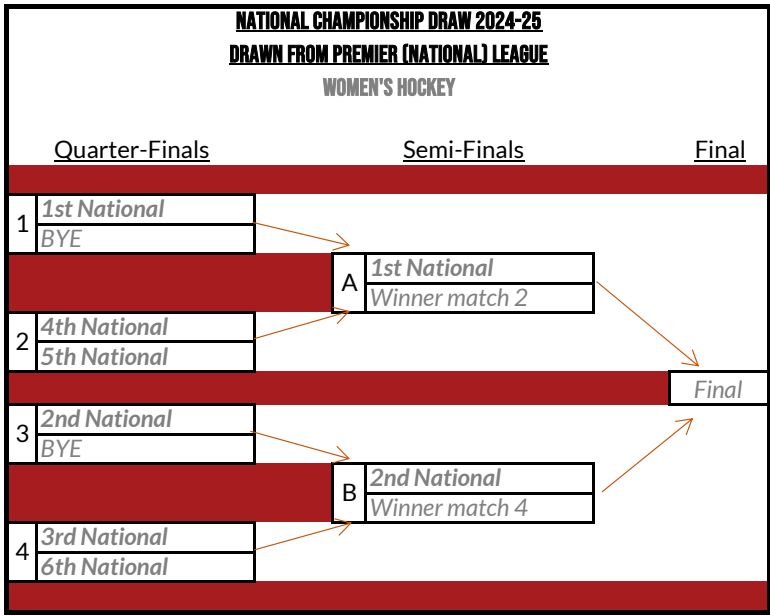 NATIONAL CHAMPIONSHIP DRAW 2024-25
DRAWN FROM PREMIER (NATIONAL) LEAGUE
WOMEN'S HOCKEY
Quarter-Finals Semi-Finals Final
1 1st National
BYE
A 1st National
Winner match 2
2 4th National
5th National
Final
3 2nd National
BYE
B 2nd National
Winner match 4
4 3rd National
6th National